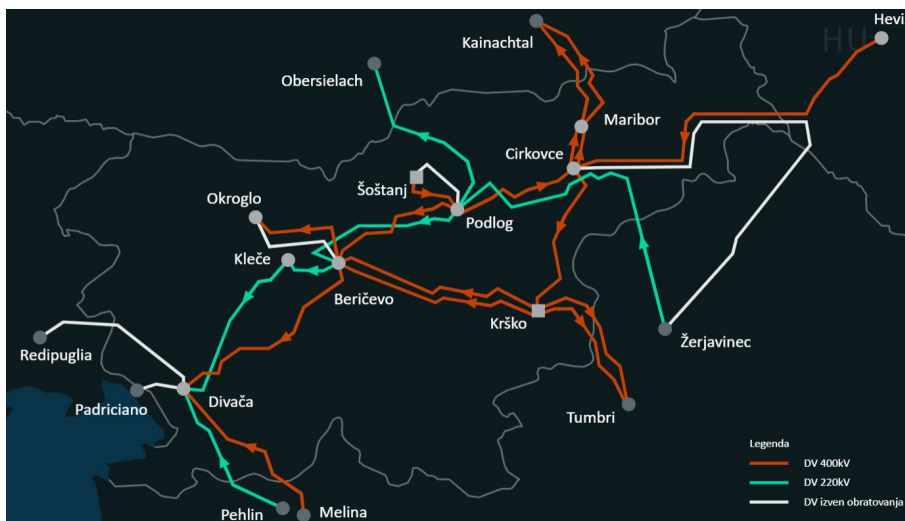 Kainachtal
Hevi
HU
Obersielach
Maribor
Cirkovce
Šoštanj
Okroglo
Podlog
Kleče
Beričevo
Krško
Žerjavinec
Redipuglia
Padriciano
Divača
Tumbri
Pehlin
Melina
Legenda
DV 400kV
DV 220kV
DV izven obratovanja